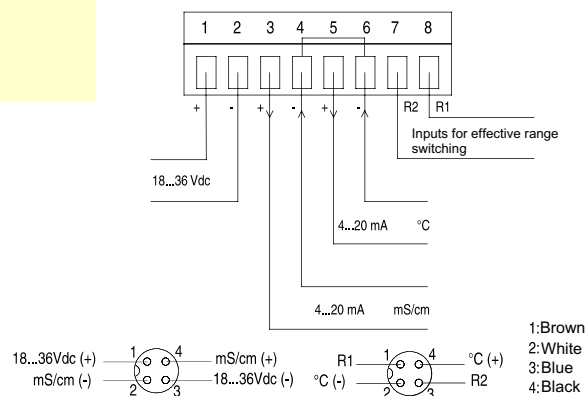 1 2 3 4 5 6 7 8
+ - + - + - R2 R1
Inputs for effective range
switching
18...36 Vdc
4...20 mA °C
4...20 mA mS/cm
18...36Vdc (+) 1 4 mS/cm (+)
mS/cm (-) 2 3 18...36Vdc (-)
R1 1 4 °C (+)
°C (-) 2 3 R2
1:Brown
2:White
3:Blue
4:Black